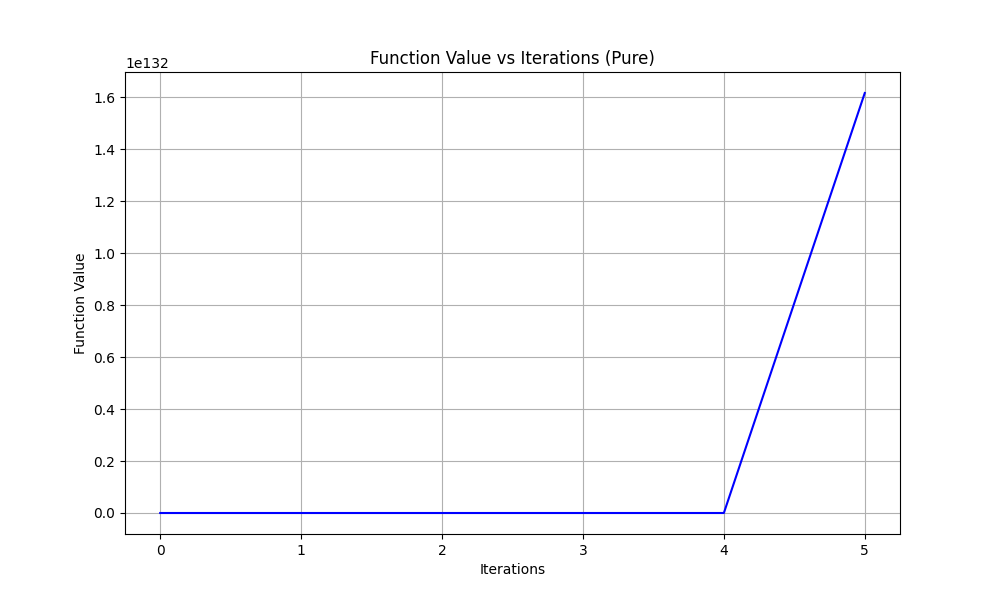 Function Value vs Iterations (Pure)
1e132
1.6
1.4
1.2
1.0
0.8
0.6
0.4
0.2
0.0
Function Value
0 1 2 3 4 5
Iterations